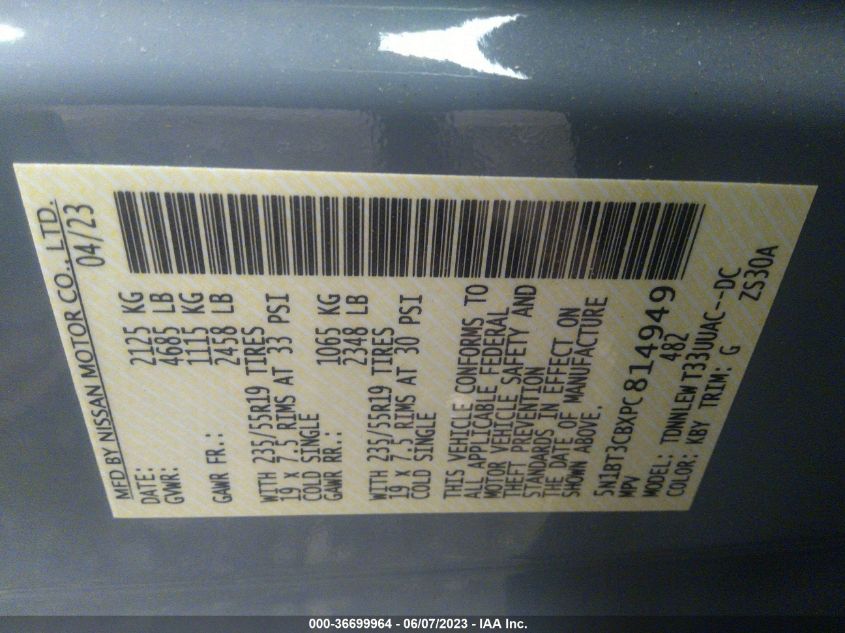 MFD BY NISSAN MOTOR CO., LTD.
DATE: 04/23
GVWR: 2125 KG
4685 LB
GAWR FR.: 1115 KG
2458 LB
WITH 235/55R19 TIRES
19 x 7.5 RIMS AT 33 PSI
COLD SINGLE
GAWR RR.: 1065 KG
2348 LB
WITH 235/55R19 TIRES
19 x 7.5 RIMS AT 30 PSI
COLD SINGLE
THIS VEHICLE CONFORMS TO
ALL APPLICABLE FEDERAL
MOTOR VEHICLE SAFETY AND
THEFT PREVENTION
STANDARDS IN EFFECT ON
THE DATE OF MANUFACTURE
SHOWN ABOVE.
5N1BT3CBXPC814949
MPV 482
MODEL: TDNNLEWT33UUAC--DC
COLOR: KBY TRIM: G ZS30A
000-36699964 - 06/07/2023 - IAA Inc.